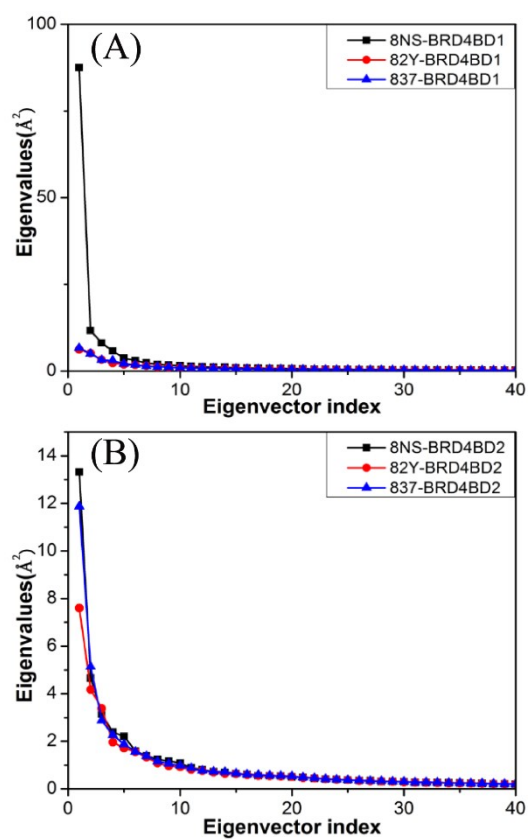 (A)
8NS-BRD4BD1
82Y-BRD4BD1
837-BRD4BD1
Eigenvalues(Å²)
100
50
0
0 10 20 30 40
Eigenvector index
(B)
8NS-BRD4BD2
82Y-BRD4BD2
837-BRD4BD2
Eigenvalues(Å²)
14
12
10
8
6
4
2
0
0 10 20 30 40
Eigenvector index